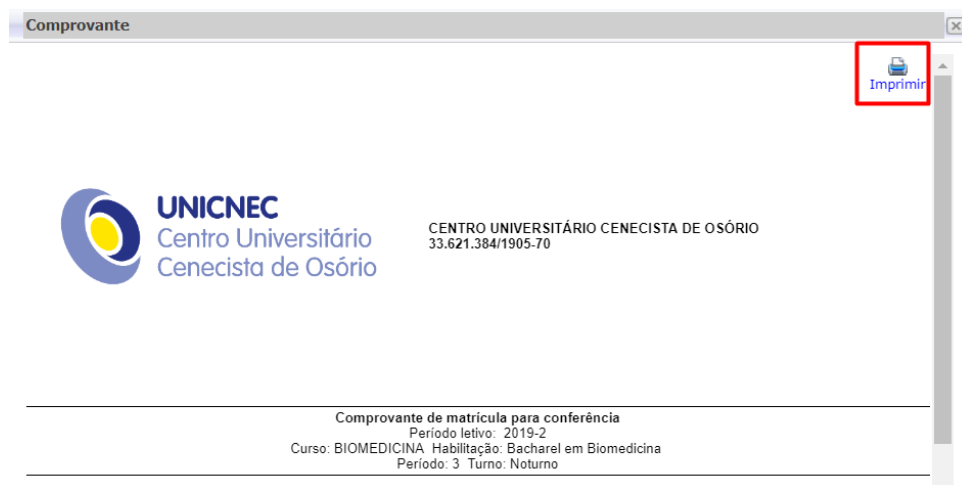 Comprovante
Imprimir
UNICNEC
Centro Universitário
Cenecista de Osório
CENTRO UNIVERSITÁRIO CENECISTA DE OSÓRIO
33.621.384/1905-70
Comprovante de matrícula para conferência
Período letivo: 2019-2
Curso: BIOMEDICINA Habilitação: Bacharel em Biomedicina
Período: 3 Turno: Noturno